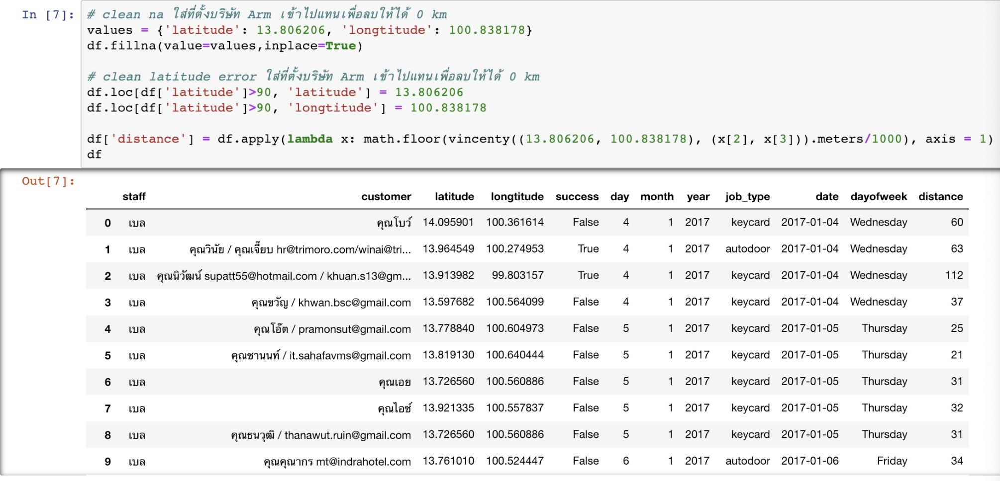 In [7]: # clean na ใส่ที่ตั้งบริษัท Arm เข้าไปแทนเพื่อลบให้ได้ 0 km
values = {'latitude': 13.806206, 'longtitude': 100.838178}
df.fillna(value=values,inplace=True)
# clean latitude error ใส่ที่ตั้งบริษัท Arm เข้าไปแทนเพื่อลบให้ได้ 0 km
df.loc[df['latitude']>90, 'latitude'] = 13.806206
df.loc[df['latitude']>90, 'longtitude'] = 100.838178
df['distance'] = df.apply(lambda x: math.floor(vincenty((13.806206, 100.838178), (x[2], x[3])).meters/1000), axis = 1)
df
Out[7]:
staff customer latitude longtitude success day month year job_type date dayofweek distance
0 เบล คุณโบว์ 14.095901 100.361614 False 4 1 2017 keycard 2017-01-04 Wednesday 60
1 เบล คุณวินัย / คุณเจี๊ยบ hr@trimoro.com/winai@tri... 13.964549 100.274953 True 4 1 2017 autodoor 2017-01-04 Wednesday 63
2 เบล คุณนิวัฒน์ supatt55@hotmail.com / khuan.s13@gm... 13.913982 99.803157 True 4 1 2017 keycard 2017-01-04 Wednesday 112
3 เบล คุณขวัญ / khwan.bsc@gmail.com 13.597682 100.564099 False 4 1 2017 keycard 2017-01-04 Wednesday 37
4 เบล คุณโอ๊ต / pramonsut@gmail.com 13.778840 100.604973 False 5 1 2017 keycard 2017-01-05 Thursday 25
5 เบล คุณชานนท์ / it.sahafavms@gmail.com 13.819130 100.640444 False 5 1 2017 keycard 2017-01-05 Thursday 21
6 เบล คุณเอย 13.726560 100.560886 False 5 1 2017 keycard 2017-01-05 Thursday 31
7 เบล คุณไอซ์ 13.921335 100.557837 False 5 1 2017 keycard 2017-01-05 Thursday 32
8 เบล คุณธนวุฒิ / thanawut.ruin@gmail.com 13.726560 100.560886 False 5 1 2017 keycard 2017-01-05 Thursday 31
9 เบล คุณคุณากร mt@indrahotel.com 13.761010 100.524447 False 6 1 2017 autodoor 2017-01-06 Friday 34